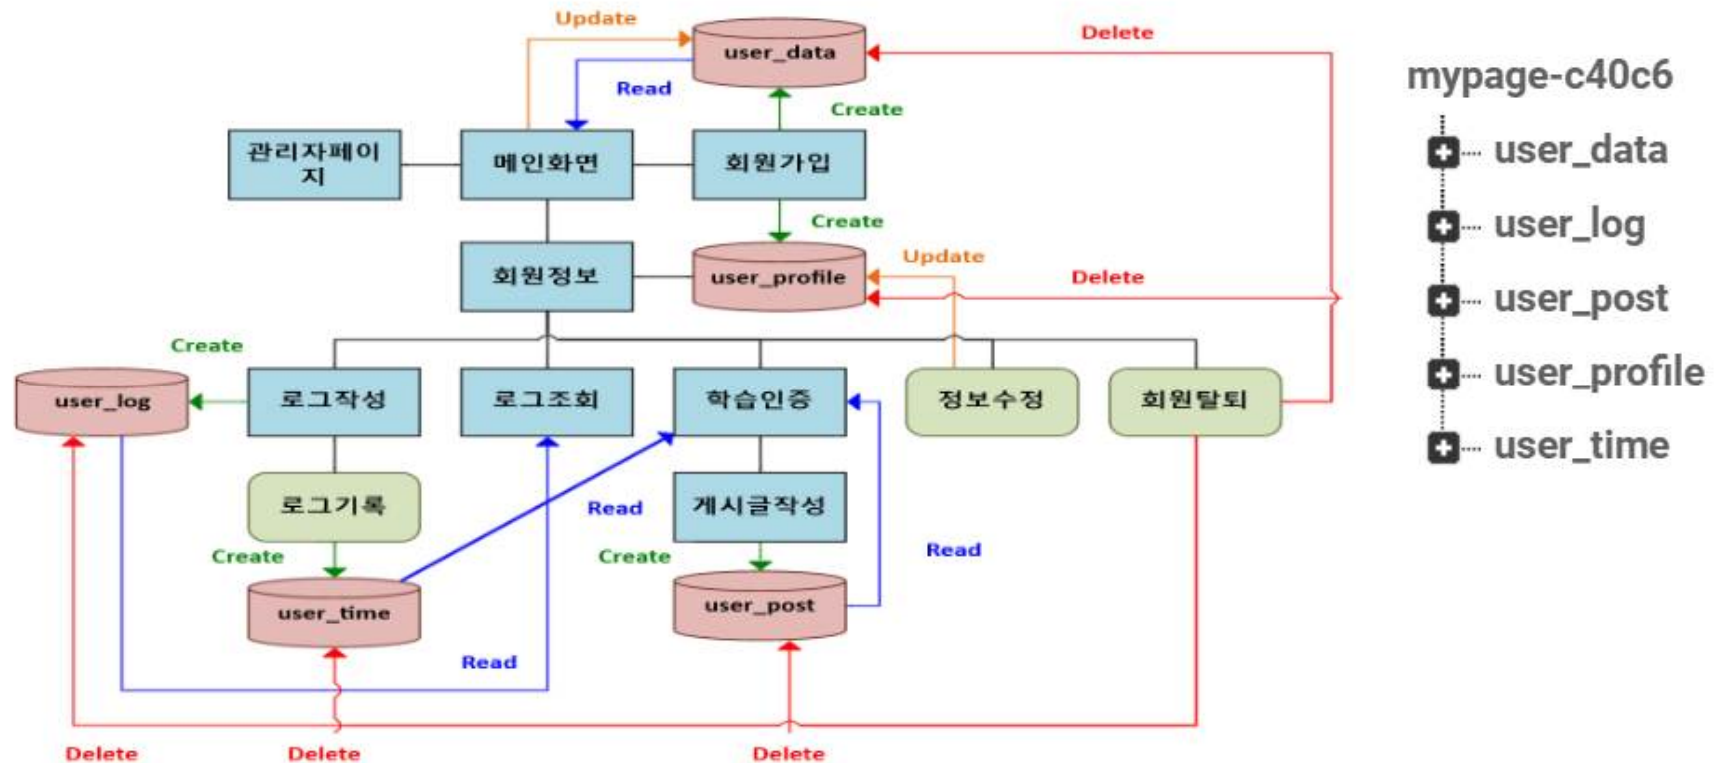 Update
user_data
Delete
Read
Create
관리자페이
지
메인화면
회원가입
Create
회원정보
user_profile
Update
Delete
Create
user_log
로그작성
로그조회
학습인증
정보수정
회원탈퇴
로그기록
Read
게시글작성
Create
Create
Read
user_time
user_post
Read
Delete
Delete
Delete
mypage-c40c6
user_data
user_log
user_post
user_profile
user_time